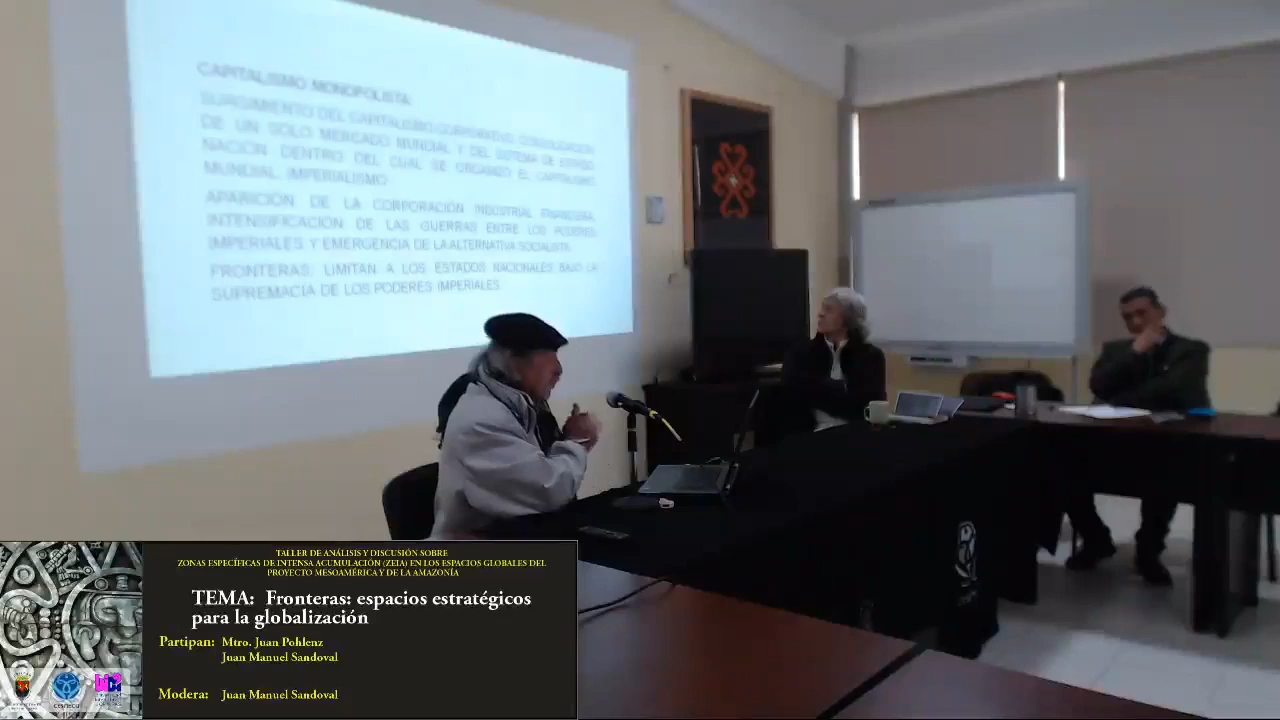 CAPITALISMO MONOPOLISTA
SURGIMIENTO DEL CAPITALISMO CORPORATIVO, CONSOLIDACION
DE UN SOLO MERCADO MUNDIAL Y DEL SISTEMA DE ESTADO
NACION DENTRO DEL CUAL SE ORGANIZO EL CAPITALISMO
MUNDIAL. IMPERIALISMO
APARICIÓN DE LA CORPORACION INDUSTRIAL FINANCIERA,
INTENSIFICACION DE LAS GUERRAS ENTRE LOS PODERES
IMPERIALES Y EMERGENCIA DE LA ALTERNATIVA SOCIALISTA.
FRONTERAS: LIMITAN A LOS ESTADOS NACIONALES BAJO LA
SUPREMACIA DE LOS PODERES IMPERIALES
TALLER DE ANÁLISIS Y DISCUSIÓN SOBRE
ZONAS ESPECÍFICAS DE INTENSA ACUMULACIÓN (ZEIA) EN LOS ESPACIOS GLOBALES DEL
PROYECTO MESOAMÉRICA Y DE LA AMAZONÍA
TEMA: Fronteras: espacios estratégicos
para la globalización
Partipan: Mtro. Juan Pohlenz
Juan Manuel Sandoval
Modera: Juan Manuel Sandoval